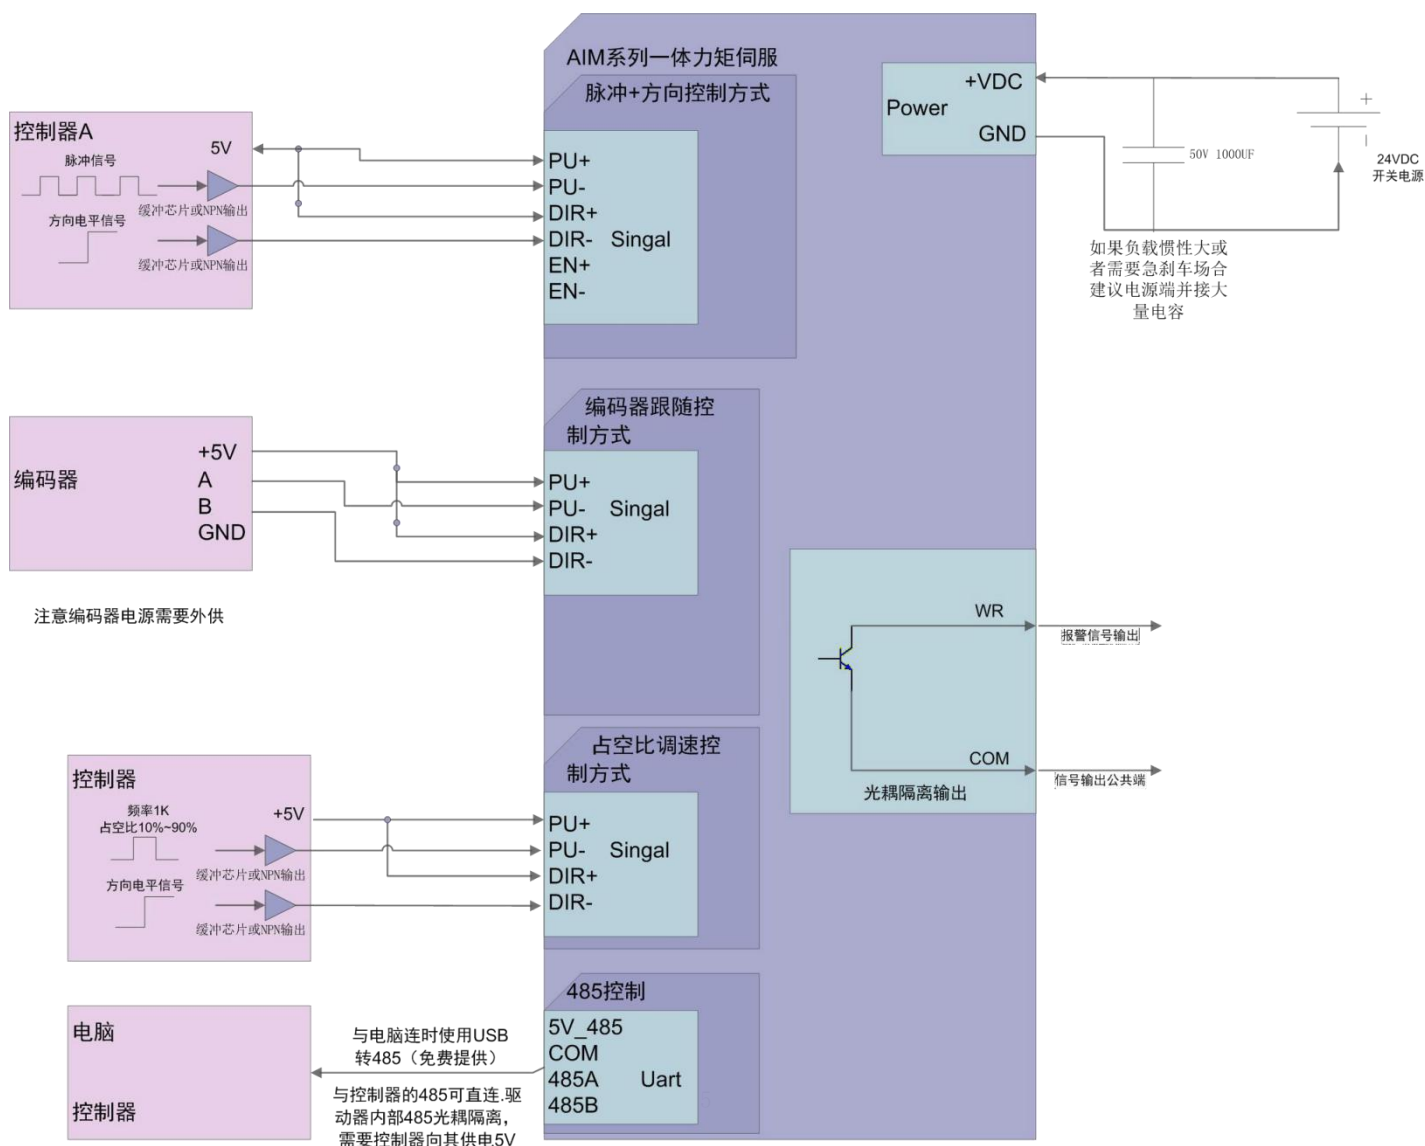 AIM系列一体力矩伺服
脉冲+方向控制方式
控制器A
5V
脉冲信号
缓冲芯片或NPN输出
方向电平信号
缓冲芯片或NPN输出
PU+
PU-
DIR+
DIR- Singal
EN+
EN-
+VDC
Power
GND
50V 1000UF
+
24VDC
开关电源
如果负载惯性大或
者需要急刹车场合
建议电源端并接大
量电容
编码器跟随控
制方式
编码器
+5V
A
B
GND
PU+
PU- Singal
DIR+
DIR-
注意编码器电源需要外供
WR
报警信号输出
COM
信号输出公共端
光耦隔离输出
占空比调速控
制方式
控制器
频率1K
占空比10%~90%
+5V
缓冲芯片或NPN输出
方向电平信号
缓冲芯片或NPN输出
PU+
PU- Singal
DIR+
DIR-
485控制
电脑
控制器
与电脑连时使用USB
转485（免费提供）
与控制器的485可直连.驱
动器内部485光耦隔离，
需要控制器向其供电5V
5V_485
COM
485A Uart
485B